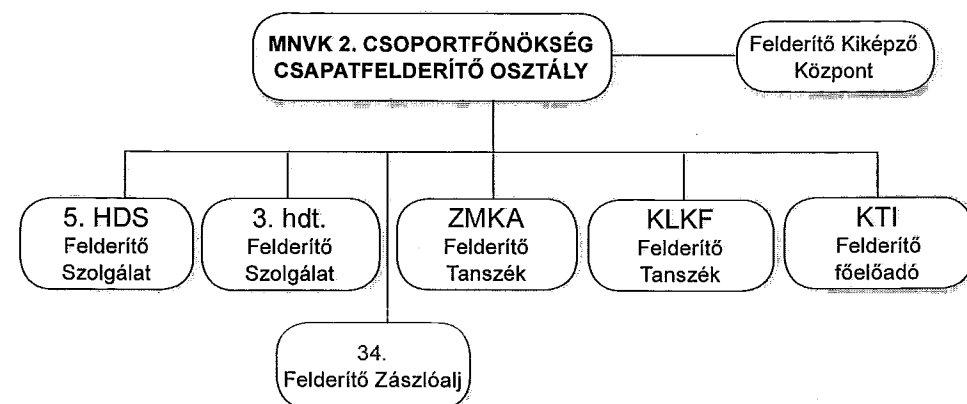 MNVK 2. CSOPORTFŐNÖKSÉG
CSAPATFELDERÍTŐ OSZTÁLY
Felderítő Kiképző
Központ
5. HDS
Felderítő
Szolgálat
3. hdt.
Felderítő
Szolgálat
ZMKA
Felderítő
Tanszék
KLKF
Felderítő
Tanszék
KTI
Felderítő
főelőadó
34.
Felderítő Zászlóalj